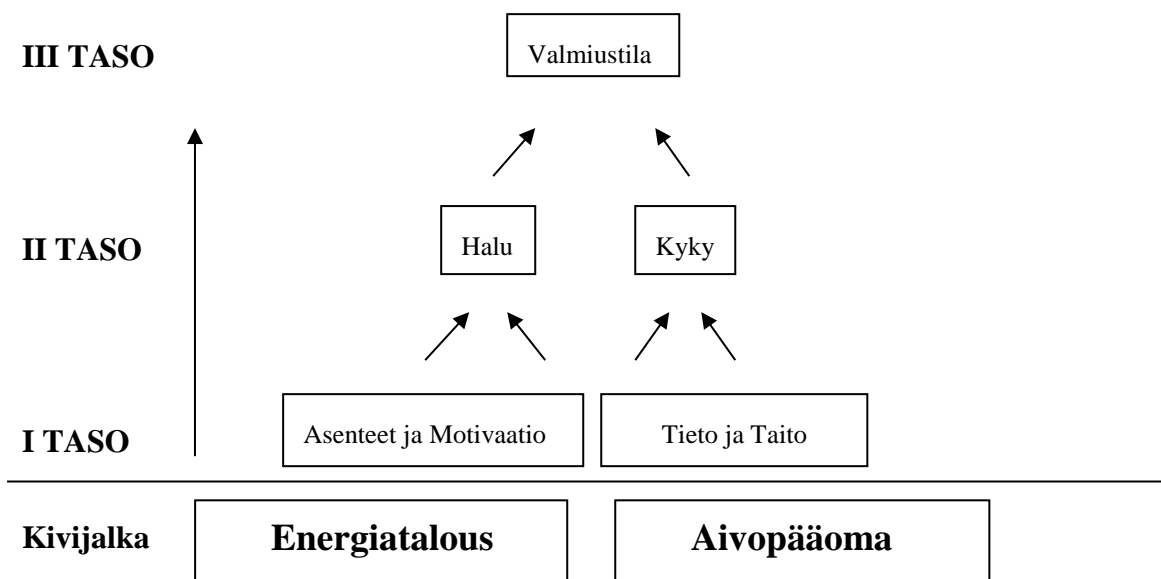 III TASO Valmiustila
II TASO Halu Kyky
I TASO Asenteet ja Motivaatio Tieto ja Taito
Kivijalka Energiatalous Aivopääoma